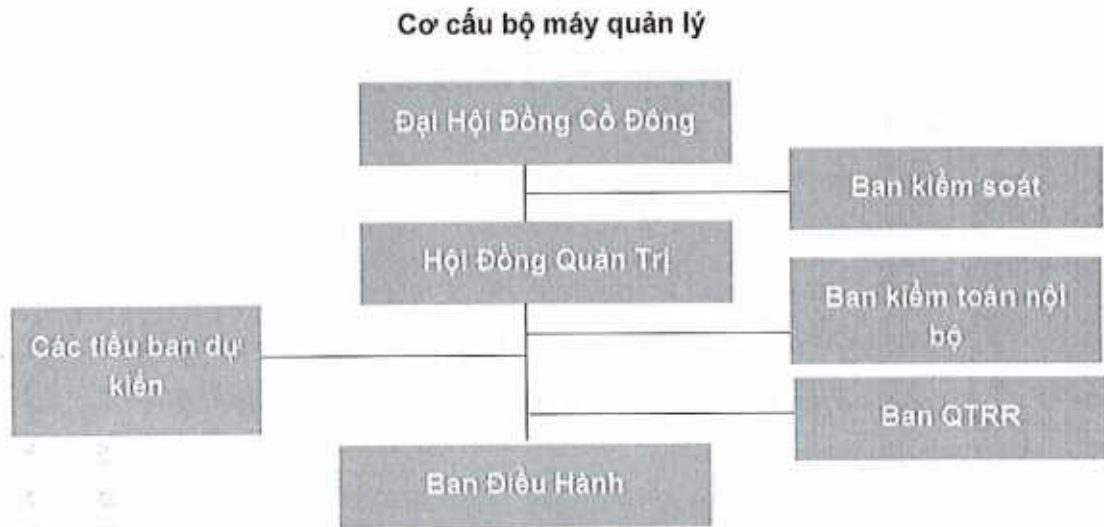 Cơ cấu bộ máy quản lý
Đại Hội Đồng Cổ Đông
Ban kiểm soát
Hội Đồng Quản Trị
Ban kiểm toán nội
bộ
Các tiểu ban dự
kiến
Ban QTRR
Ban Điều Hành